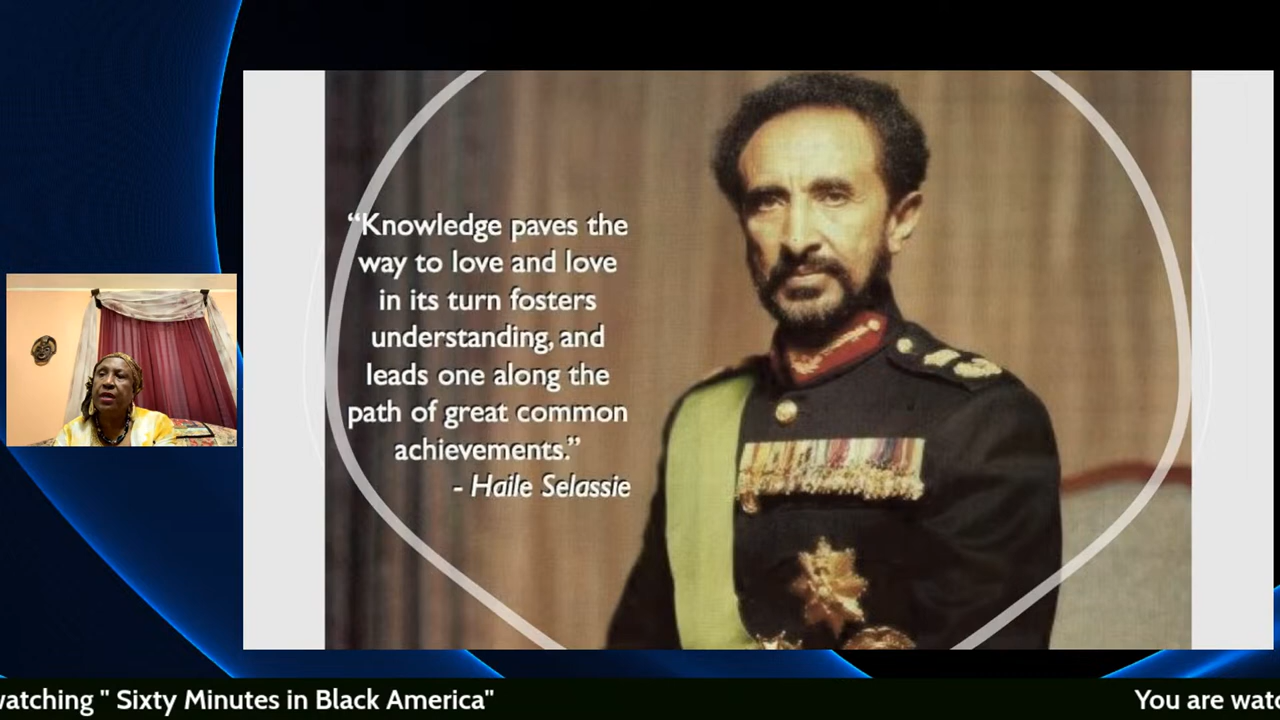 “Knowledge paves the
way to love and love
in its turn fosters
understanding, and
leads one along the
path of great common
achievements.”
- Haile Selassie
watching " Sixty Minutes in Black America"
You are watc